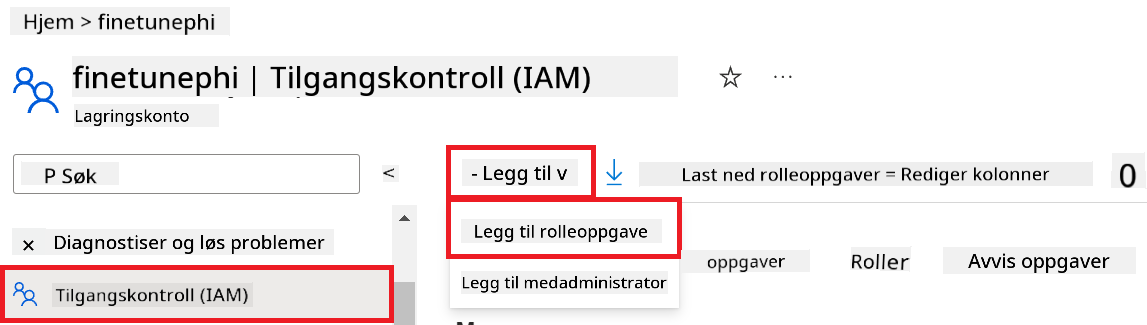 Hjem > finetunephi
finetunephi | Tilgangskontroll (IAM)
Lagringskonto
P Søk
<
- Legg til v
Last ned rolleoppgaver = Rediger kolonner
0
Legg til rolleoppgave
Diagnostiser og løs problemer
oppgaver
Roller
Avvis oppgaver
Legg til medadministrator
Tilgangskontroll (IAM)